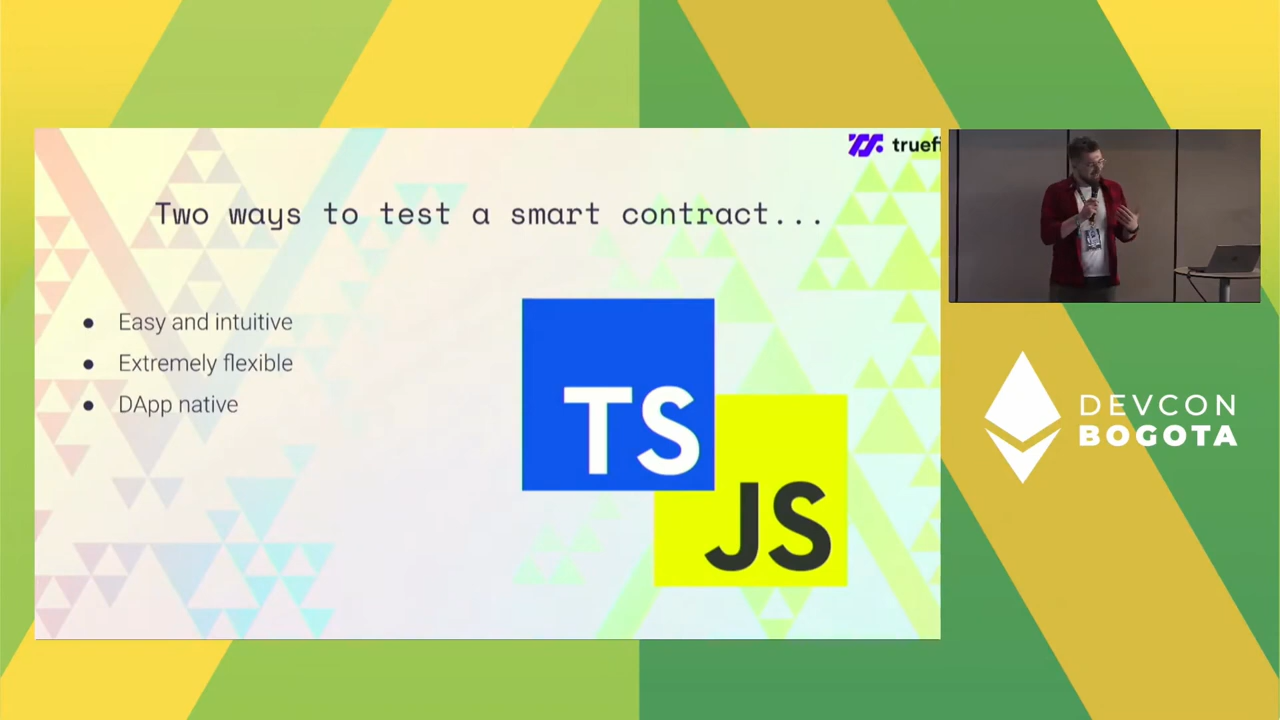 truefi
Two ways to test a smart contract...
Easy and intuitive
Extremely flexible
DApp native
TS
JS
DEVCON
BOGOTA